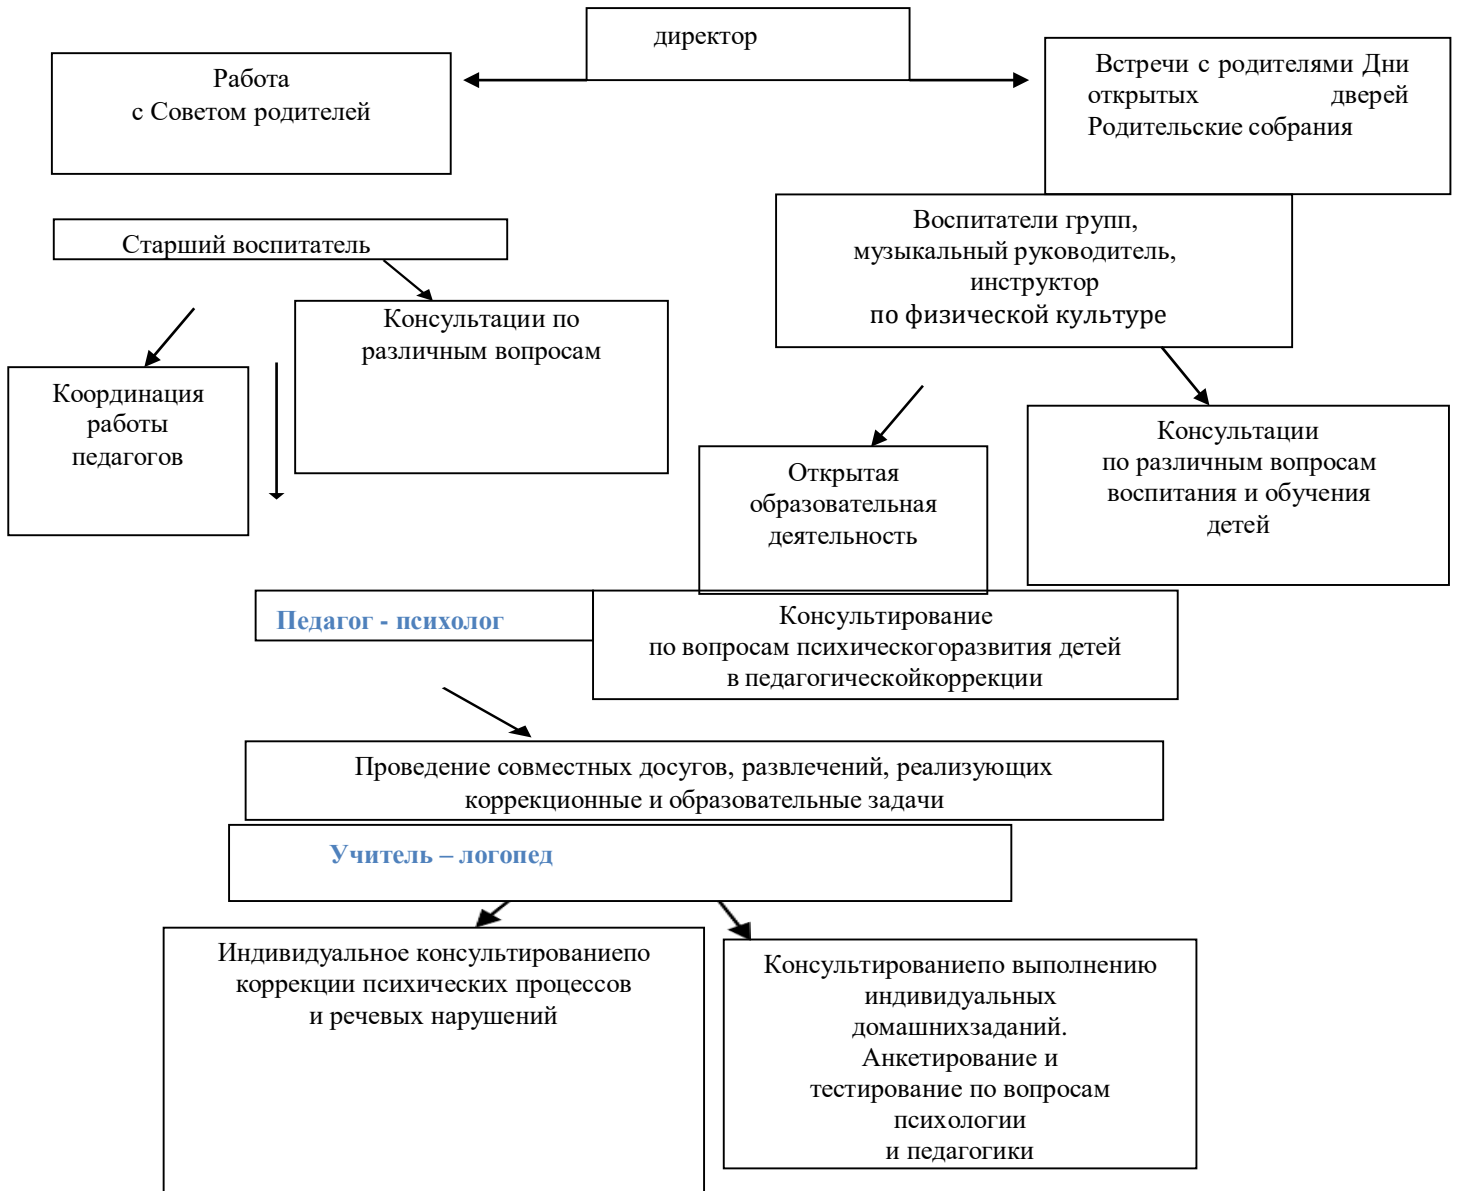 директор
Работа
с Советом родителей
Встречи с родителями Дни
открытых дверей
Родительские собрания
Старший воспитатель
Воспитатели групп,
музыкальный руководитель,
инструктор
по физической культуре
Консультации по
различным вопросам
Координация
работы
педагогов
Открытая
образовательная
деятельность
Консультации
по различным вопросам
воспитания и обучения
детей
Педагог - психолог
Консультирование
по вопросам психическогоразвития детей
в педагогическойкоррекции
Проведение совместных досугов, развлечений, реализующих
коррекционные и образовательные задачи
Учитель – логопед
Индивидуальное консультированиепо
коррекции психических процессов
и речевых нарушений
Консультированиепо выполнению
индивидуальных
домашнихзаданий.
Анкетирование и
тестирование по вопросам
психологии
и педагогики